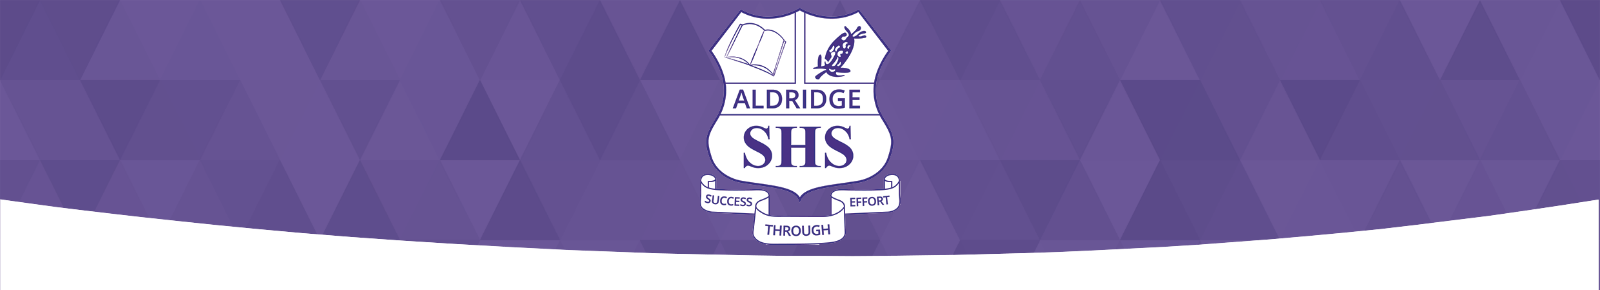 ALDRIDGE
SHS
SUCCESS
THROUGH
EFFORT